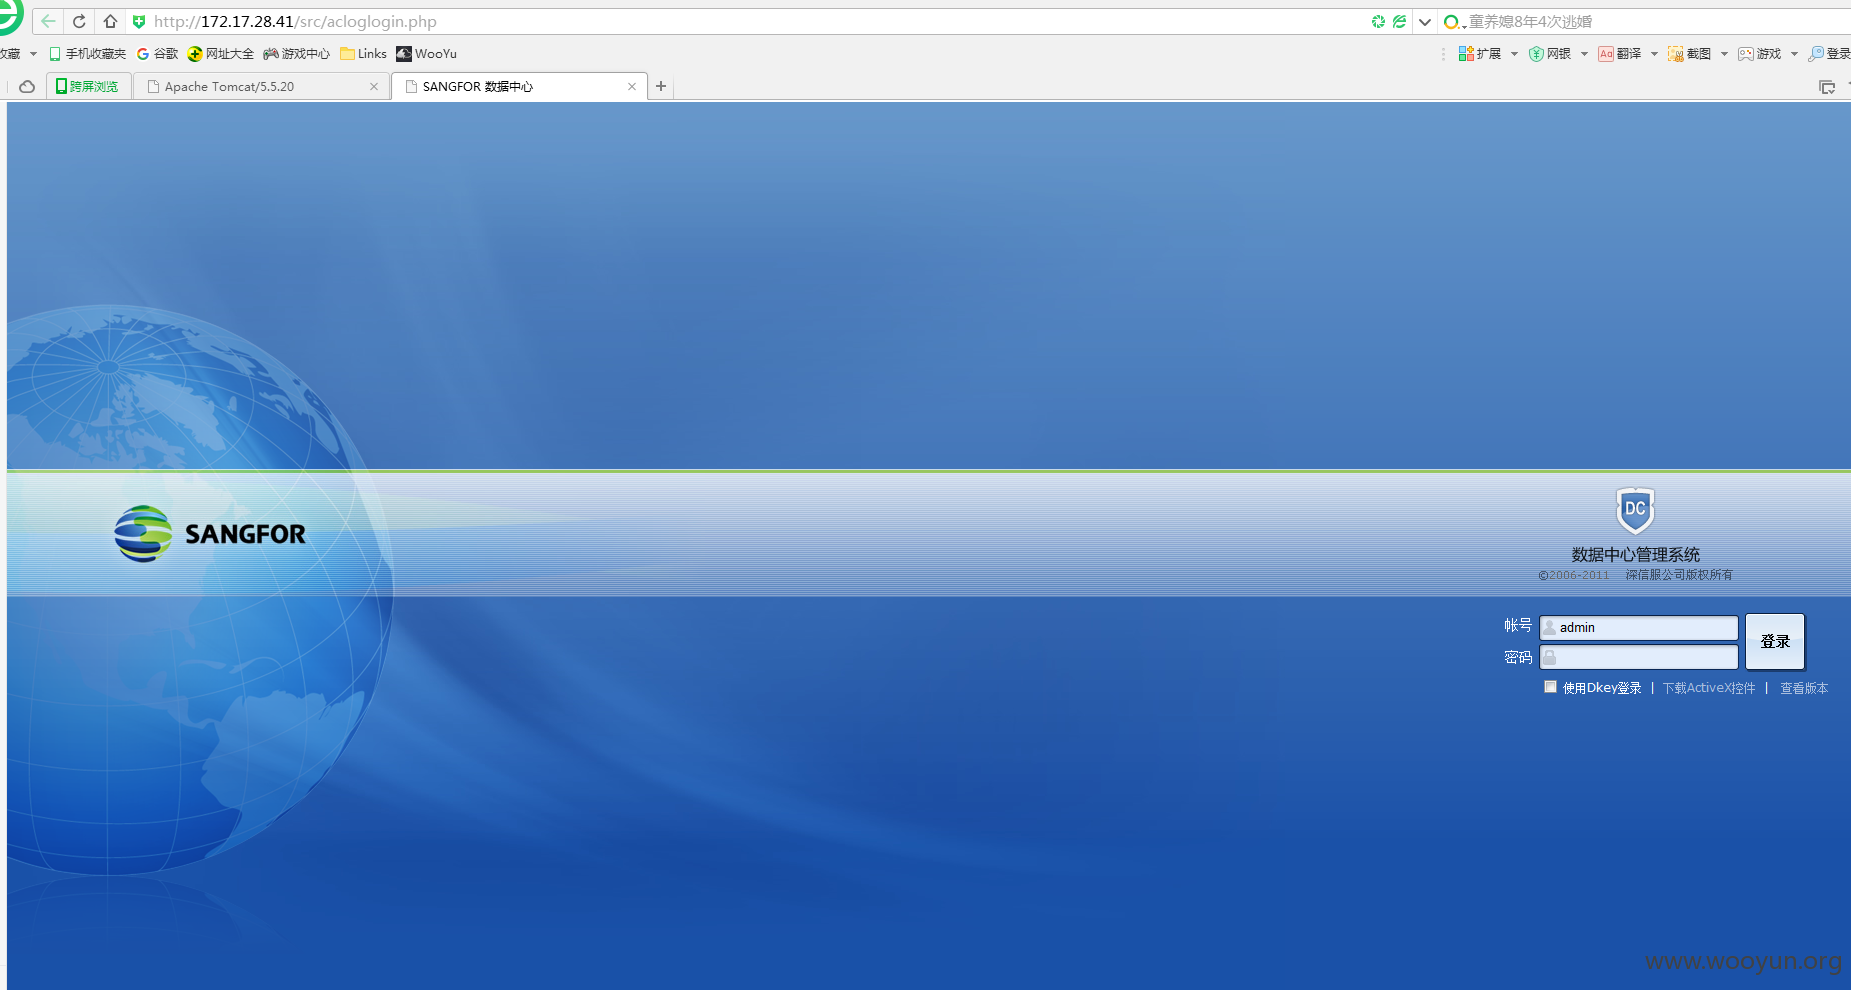 http://172.17.28.41/src/acloglogin.php
童养媳8年4次逃婚
收藏 手机收藏夹 谷歌 网址大全 游戏中心 Links WooYu 扩展 网银 翻译 截图 游戏 登录
跨屏浏览 Apache Tomcat/5.5.20 SANGFOR 数据中心
SANGFOR
DC
数据中心管理系统
©2006-2011 深信服公司版权所有
帐号 admin
登录
密码
使用Dkey登录 | 下载ActiveX控件 | 查看版本
www.wooyun.org